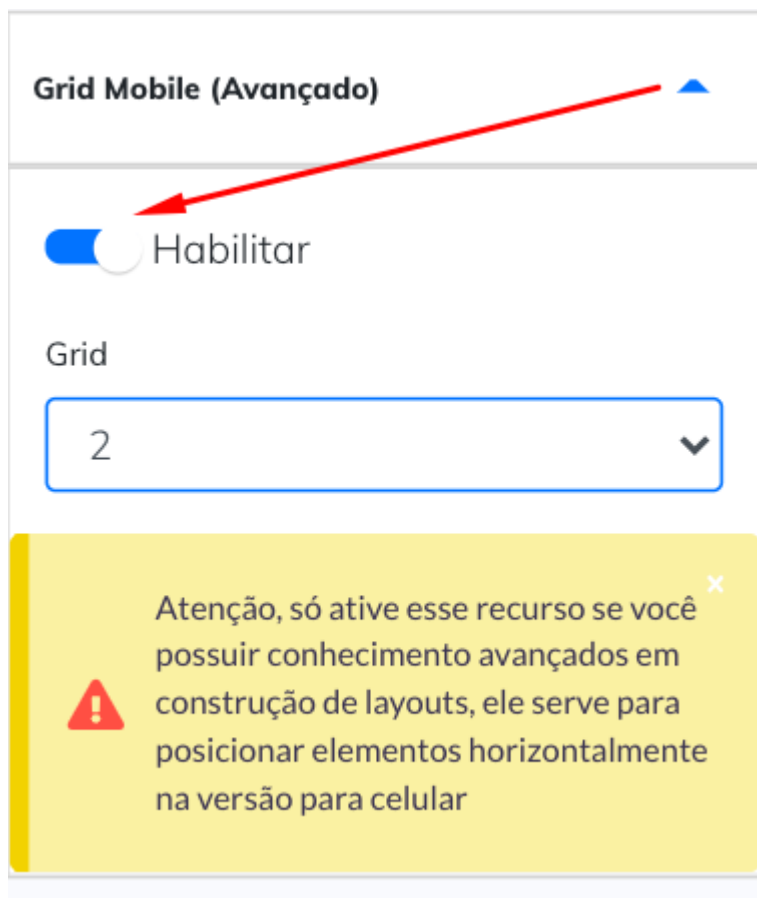 Grid Mobile (Avançado)
Habilitar
Grid
2
Atenção, só ative esse recurso se você
possuir conhecimento avançados em
construção de layouts, ele serve para
posicionar elementos horizontalmente
na versão para celular